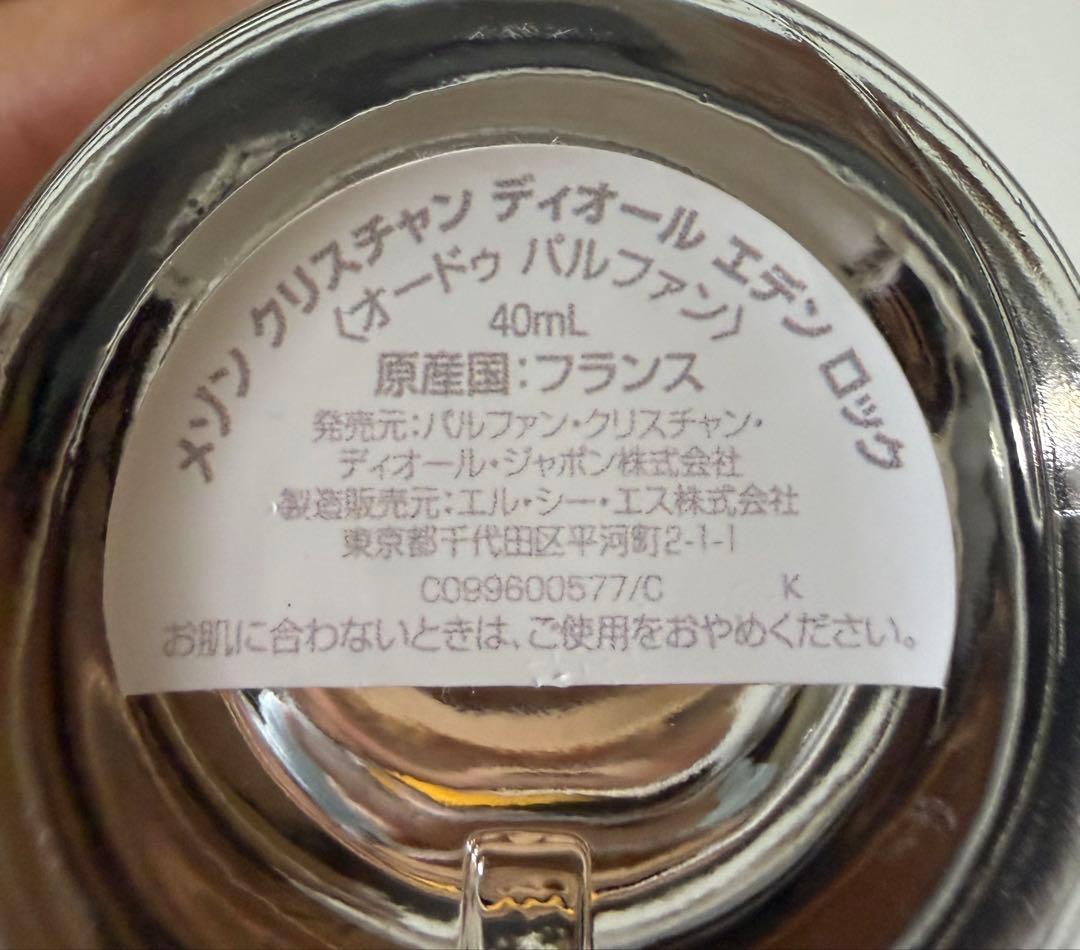 メゾン クリスチャン ディオール エデン ロック
〈オードゥ パルファン〉
40mL
原産国:フランス
発売元:パルファン・クリスチャン・
ディオール・ジャポン株式会社
製造販売元:エル・シー・エス株式会社
東京都千代田区平河町2-1-1
C099600577/C K
お肌に合わないときは、ご使用をおやめください。